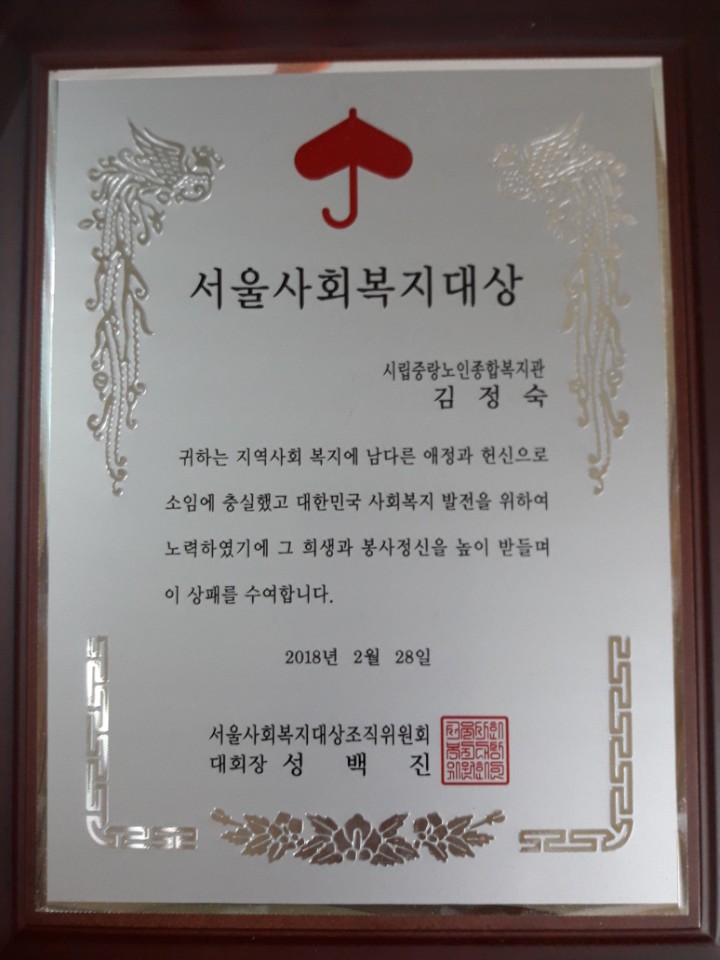 서울사회복지대상
시립중랑노인종합복지관
김 정 숙
귀하는 지역사회 복지에 남다른 애정과 헌신으로
소임에 충실했고 대한민국 사회복지 발전을 위하여
노력하였기에 그 희생과 봉사정신을 높이 받들며
이 상패를 수여합니다.
2018년 2월 28일
서울사회복지대상조직위원회
대회장 성 백 진